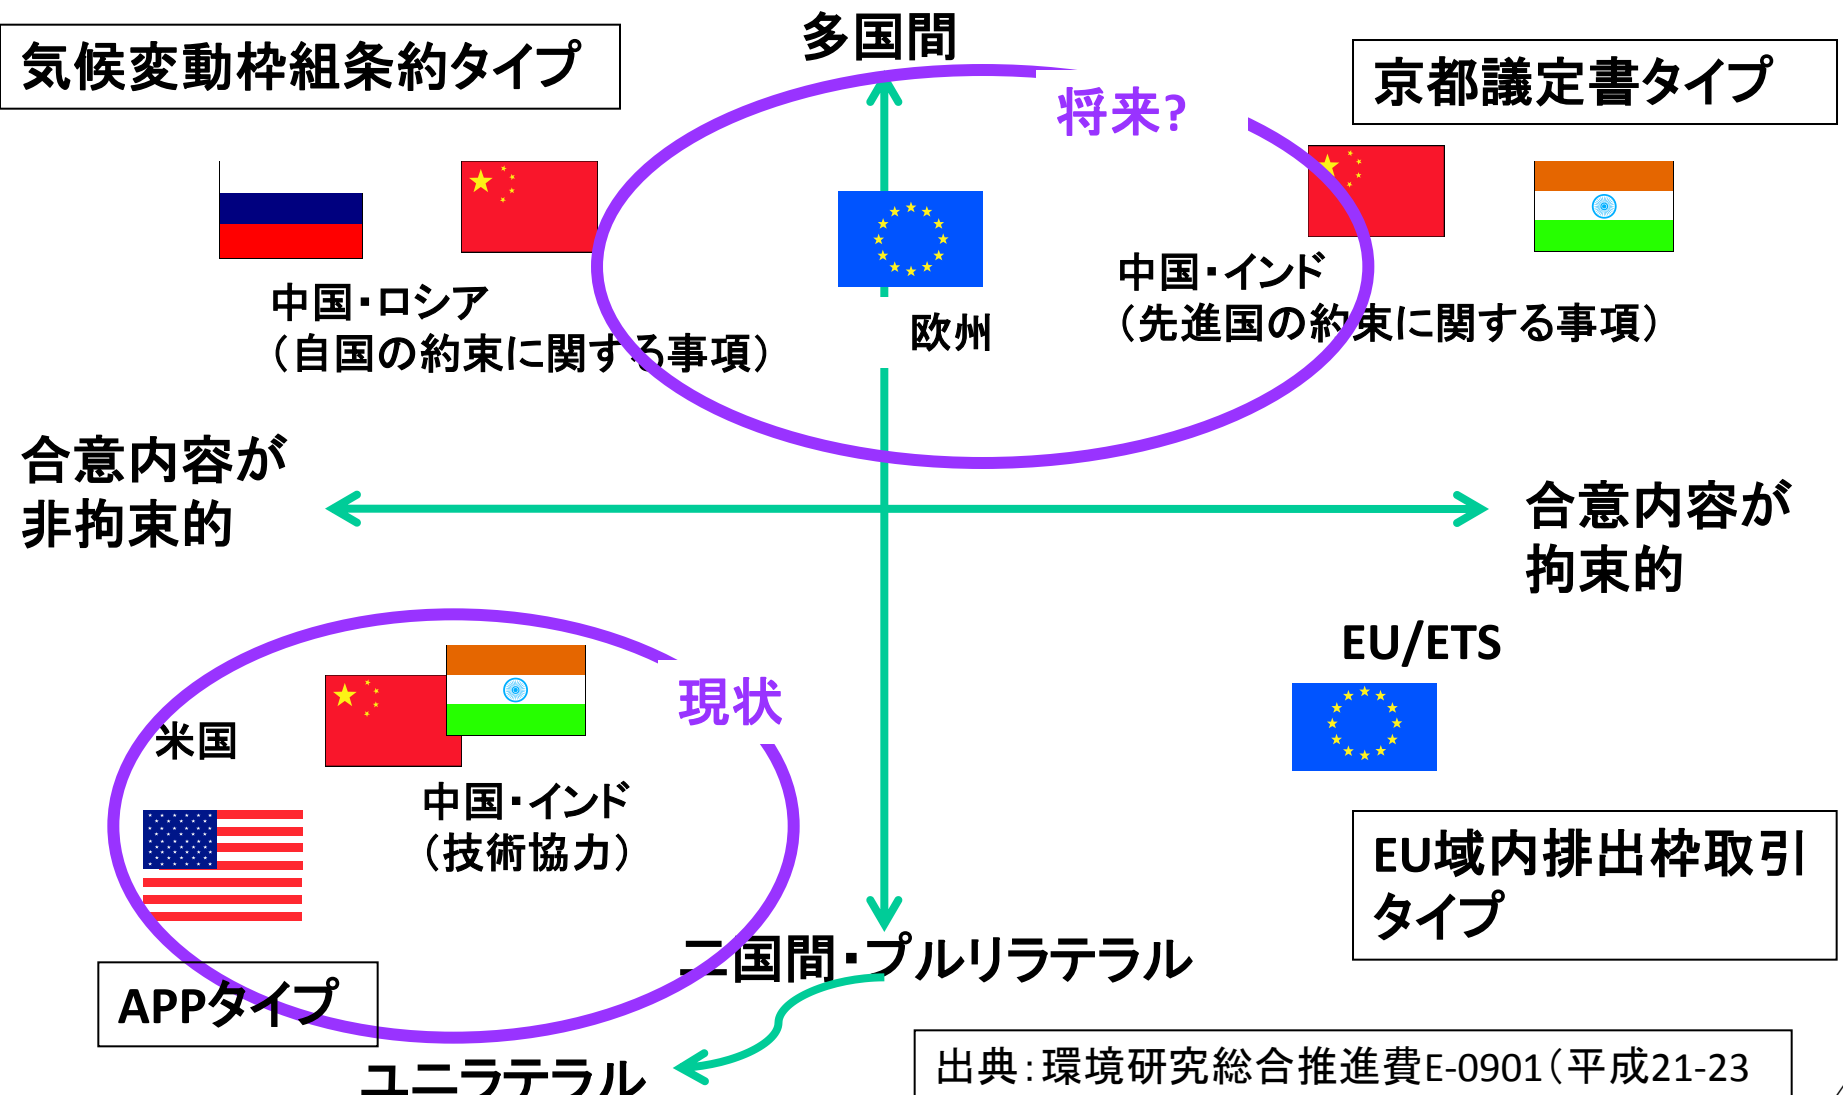 多国間
気候変動枠組条約タイプ
京都議定書タイプ
将来?
中国・ロシア
（自国の約束に関する事項）
欧州
中国・インド
（先進国の約束に関する事項）
合意内容が
非拘束的
合意内容が
拘束的
EU/ETS
現状
米国
中国・インド
（技術協力）
EU域内排出枠取引
タイプ
二国間・プルリラテラル
APPタイプ
ユニラテラル
出典：環境研究総合推進費E-0901（平成21-23